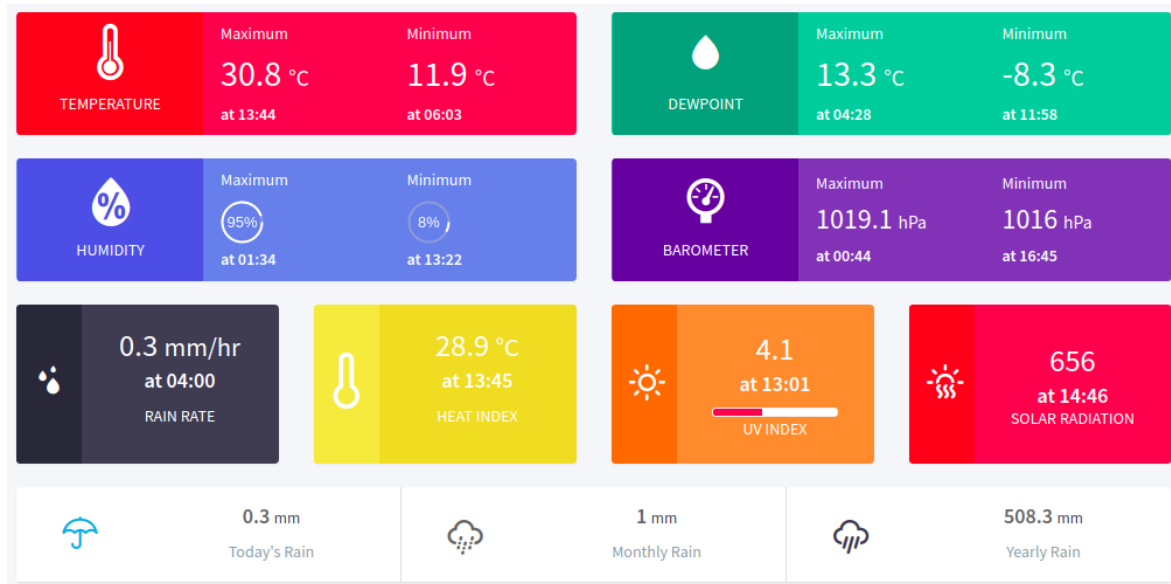 TEMPERATURE
Maximum
30.8 °C
at 13:44
Minimum
11.9 °C
at 06:03
DEWPOINT
Maximum
13.3 °C
at 04:28
Minimum
-8.3 °C
at 11:58
%
HUMIDITY
Maximum
95%
at 01:34
Minimum
8%
at 13:22
BAROMETER
Maximum
1019.1 hPa
at 00:44
Minimum
1016 hPa
at 16:45
0.3 mm/hr
at 04:00
RAIN RATE
28.9 °C
at 13:45
HEAT INDEX
4.1
at 13:01
UV INDEX
656
at 14:46
SOLAR RADIATION
0.3 mm
Today's Rain
1 mm
Monthly Rain
508.3 mm
Yearly Rain